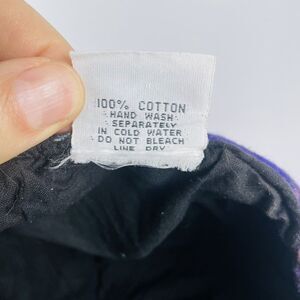 100% COTTON
HAND WASH
SEPARATELY
IN COLD WATER
DO NOT BLEACH
LINE DRY